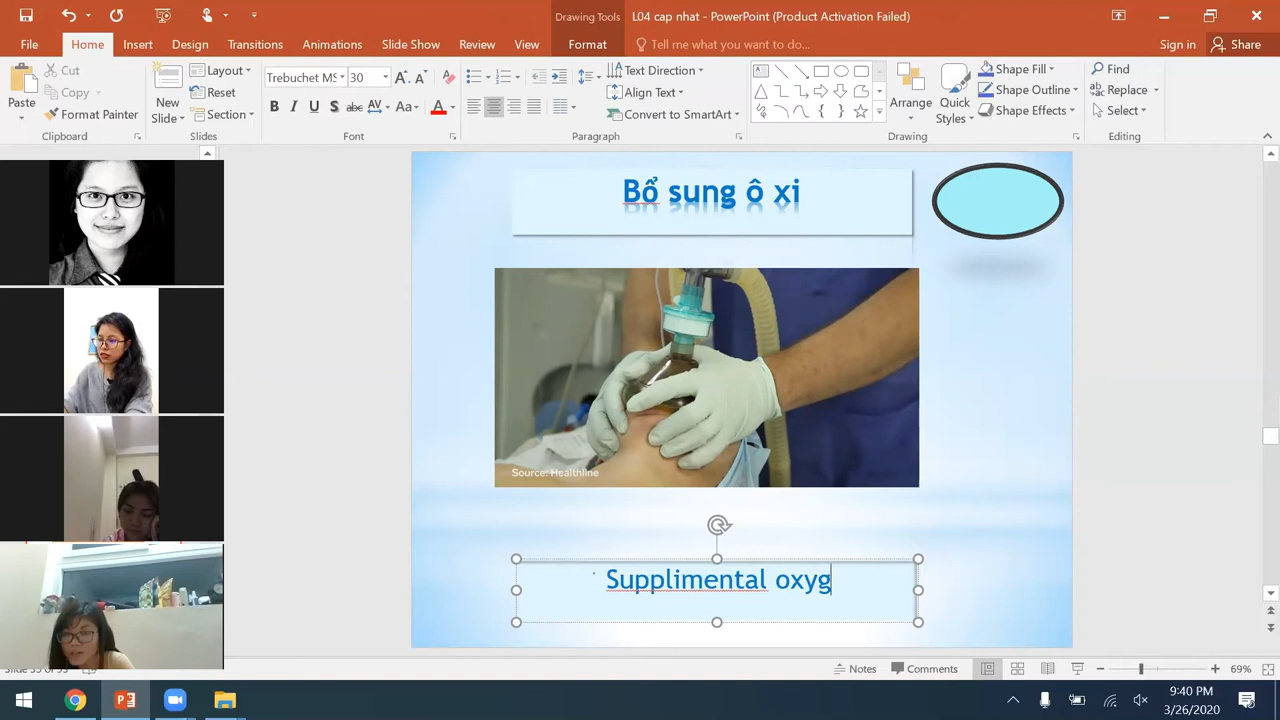 Drawing Tools
L04 cap nhat - PowerPoint (Product Activation Failed)
File Home Insert Design Transitions Animations Slide Show Review View Format Tell me what you want to do... Sign in Share
Paste
Cut
Copy
Format Painter
Clipboard
New Slide
Layout
Reset
Section
Slides
Trebuchet MS 30
B I U S abc AV Aa A
Font
Text Direction
Align Text
Convert to SmartArt
Paragraph
Arrange
Quick Styles
Shape Fill
Shape Outline
Shape Effects
Drawing
Find
Replace
Select
Editing
Bổ sung ô xi
Source: Healthline
Supplimental oxyg
Notes Comments 69%
9:40 PM
3/26/2020